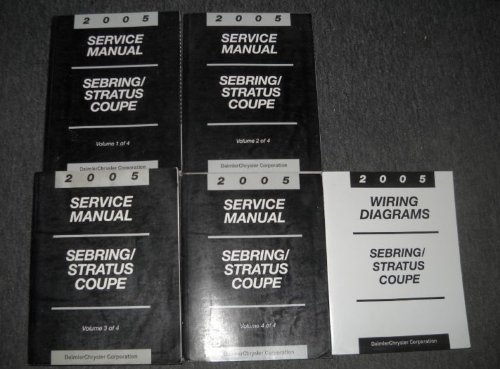 2005
SERVICE
MANUAL
SEBRING/
STRATUS
COUPE
Volume 1 of 4
DaimlerChrysler Corporation
2005
SERVICE
MANUAL
SEBRING/
STRATUS
COUPE
Volume 2 of 4
DaimlerChrysler Corporation
2005
SERVICE
MANUAL
SEBRING/
STRATUS
COUPE
Volume 3 of 4
DaimlerChrysler Corporation
2005
SERVICE
MANUAL
SEBRING/
STRATUS
COUPE
Volume 4 of 4
DaimlerChrysler Corporation
2005
WIRING
DIAGRAMS
SEBRING/
STRATUS
COUPE
DaimlerChrysler Corporation